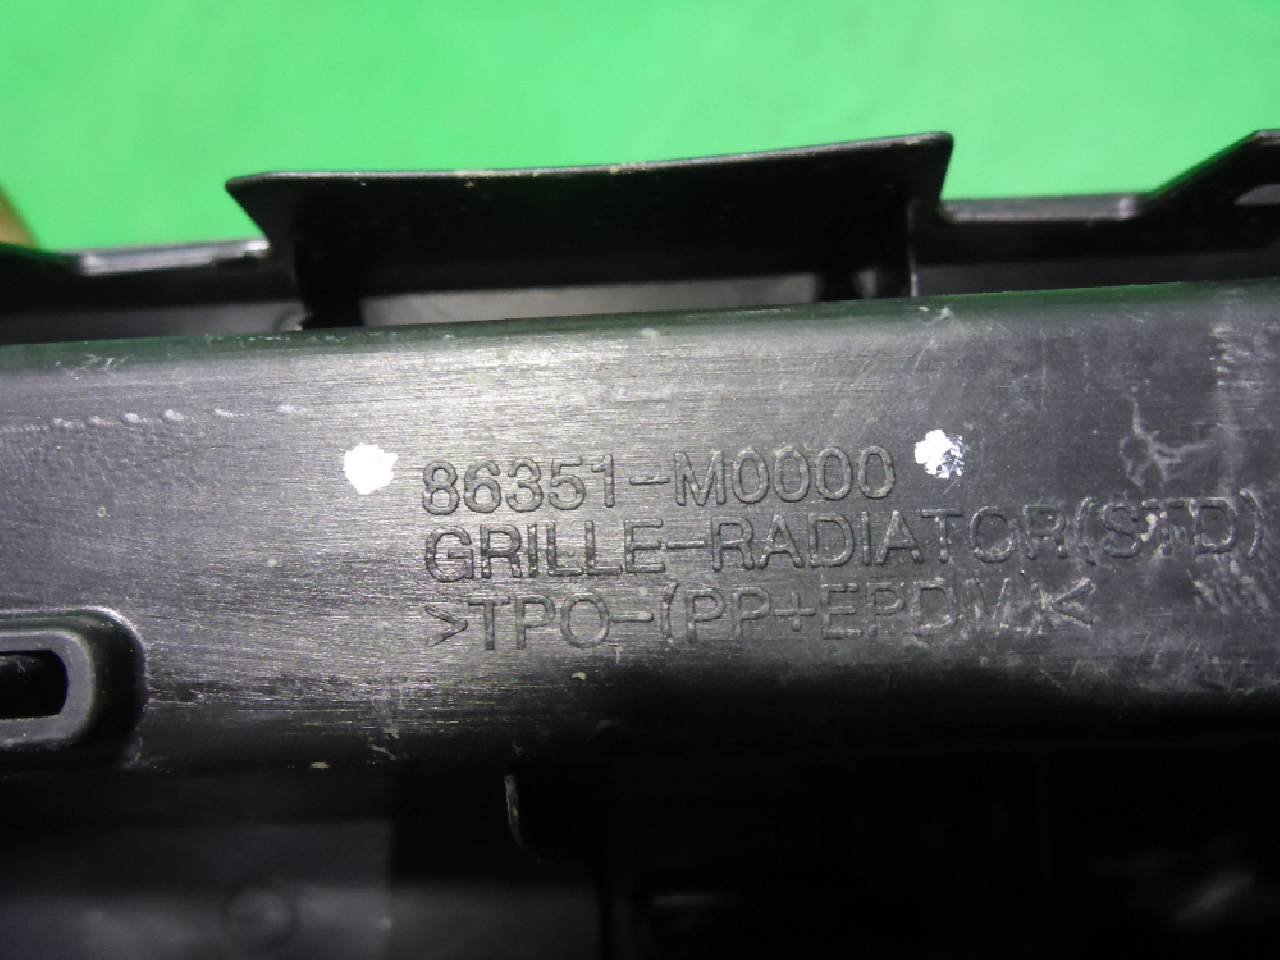 86351-M0000
GRILLE-RADIATOR(STD)
>TPO-(PP+EPDM)<